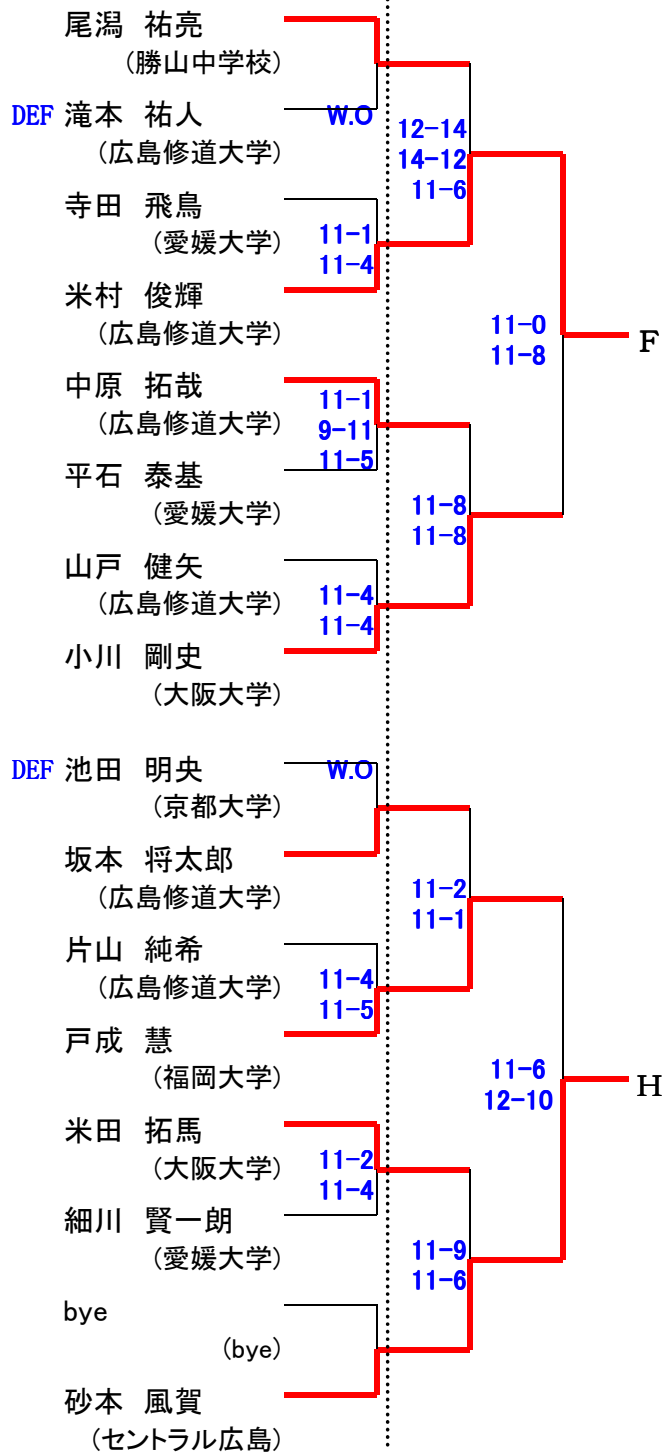 尾潟 祐亮
(勝山中学校)
DEF 滝本 祐人 W.O
(広島修道大学)
12-14
14-12
11-6
寺田 飛鳥
(愛媛大学)
11-1
11-4
米村 俊輝
(広島修道大学)
11-0
11-8
F
中原 拓哉
(広島修道大学)
11-1
9-11
11-5
平石 泰基
(愛媛大学)
11-8
11-8
山戸 健矢
(広島修道大学)
11-4
11-4
小川 剛史
(大阪大学)
DEF 池田 明央 W.O
(京都大学)
坂本 将太郎
(広島修道大学)
11-2
11-1
片山 純希
(広島修道大学)
11-4
11-5
戸成 慧
(福岡大学)
11-6
12-10
H
米田 拓馬
(大阪大学)
11-2
11-4
細川 賢一朗
(愛媛大学)
11-9
11-6
bye
(bye)
砂本 風賀
(セントラル広島)